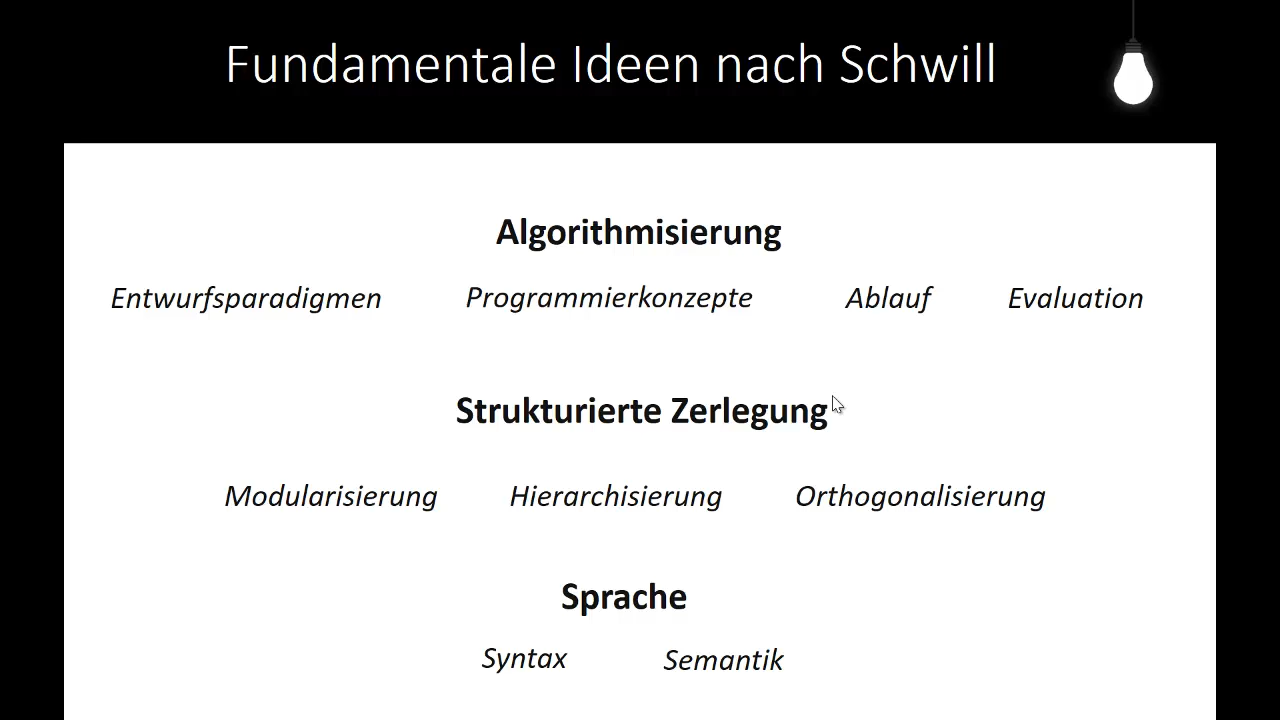 Fundamentale Ideen nach Schwill
Algorithmisierung
Entwurfsparadigmen Programmierkonzepte Ablauf Evaluation
Strukturierte Zerlegung
Modularisierung Hierarchisierung Orthogonalisierung
Sprache
Syntax Semantik